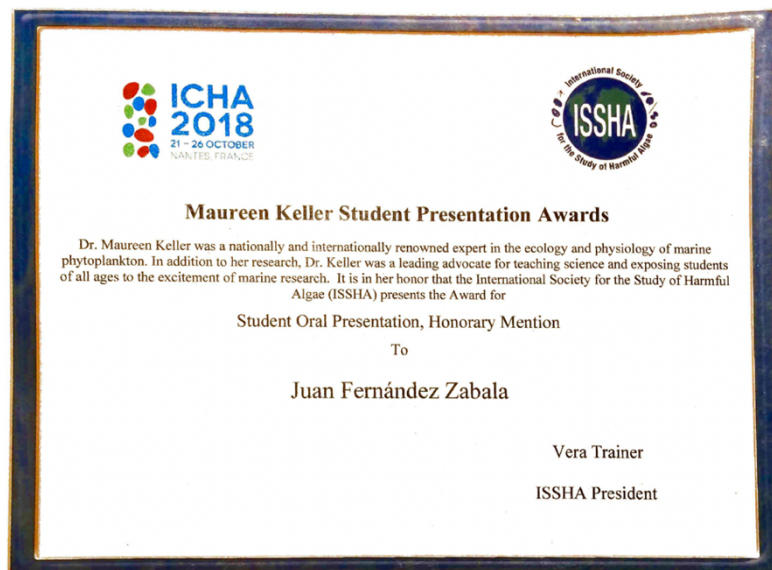 ICHA
2018
21 - 26 OCTOBER
NANTES, FRANCE
International Society
ISSHA
for the Study of Harmful Algae
Maureen Keller Student Presentation Awards
Dr. Maureen Keller was a nationally and internationally renowned expert in the ecology and physiology of marine
phytoplankton. In addition to her research, Dr. Keller was a leading advocate for teaching science and exposing students
of all ages to the excitement of marine research. It is in her honor that the International Society for the Study of Harmful
Algae (ISSHA) presents the Award for
Student Oral Presentation, Honorary Mention
To
Juan Fernández Zabala
Vera Trainer
ISSHA President